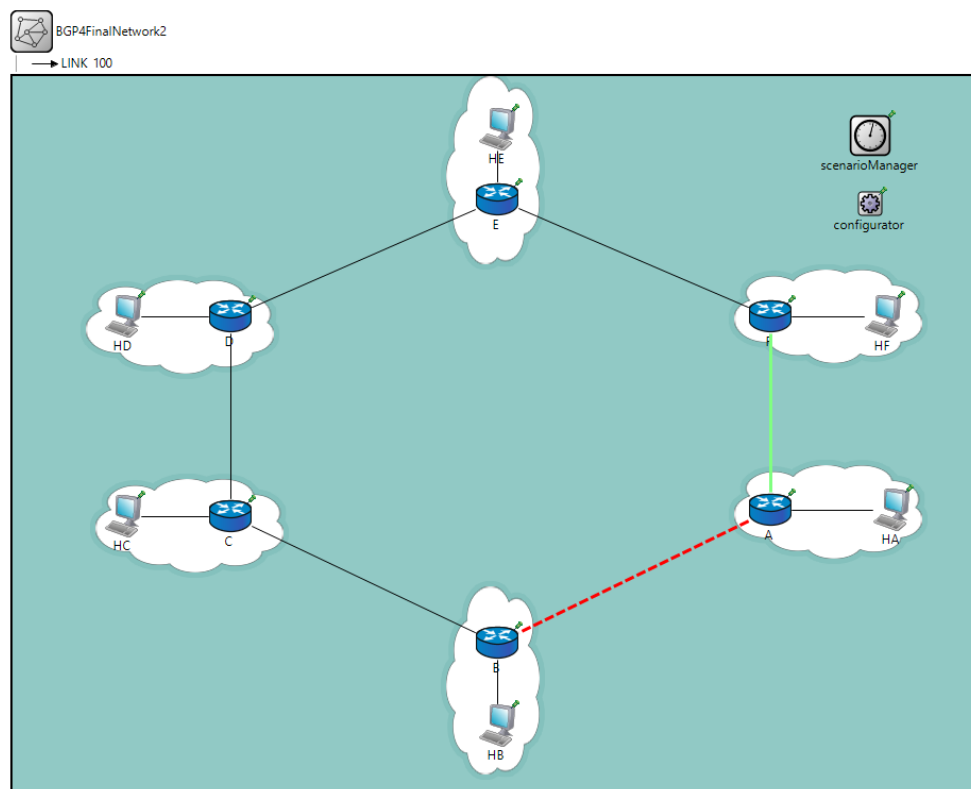 BGP4FinalNetwork2
LINK 100
HE
scenarioManager
E
configurator
HD
D
F
HF
HC
C
A
HA
B
HB